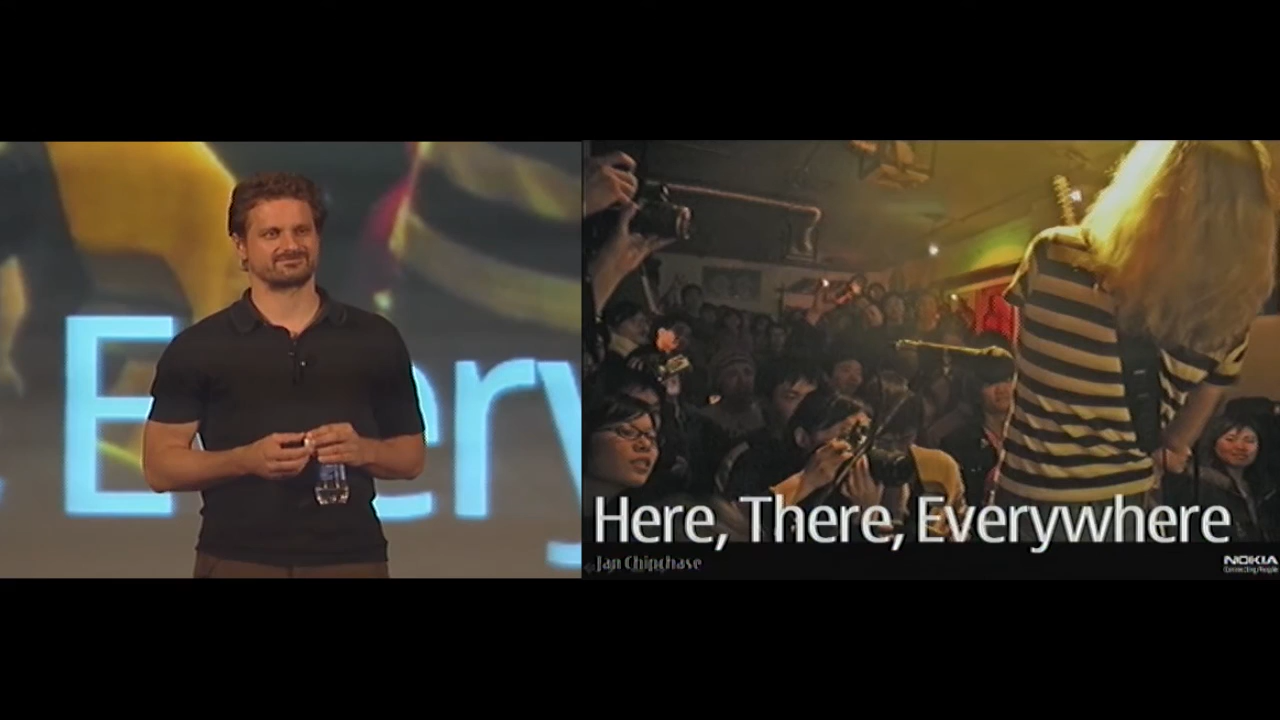 Every
Here, There, Everywhere
Jan Chipchase
NOKIA
Connecting People